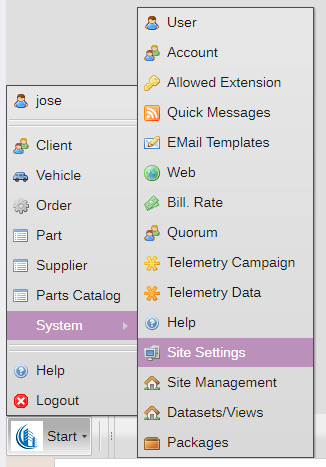 jose
Client
Vehicle
Order
Part
Supplier
Parts Catalog
System
Help
Logout
Start
User
Account
Allowed Extension
Quick Messages
EMail Templates
Web
Bill. Rate
Quorum
Telemetry Campaign
Telemetry Data
Help
Site Settings
Site Management
Datasets/Views
Packages